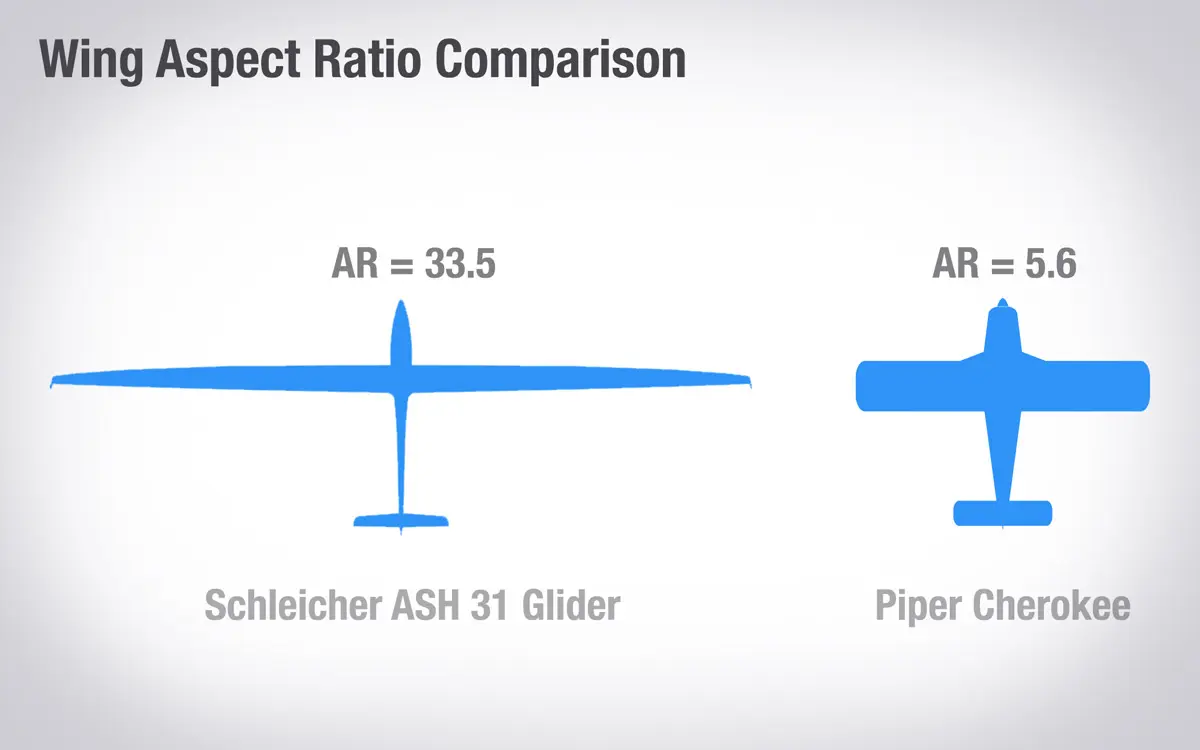 Wing Aspect Ratio Comparison
AR = 33.5
AR = 5.6
Schleicher ASH 31 Glider
Piper Cherokee